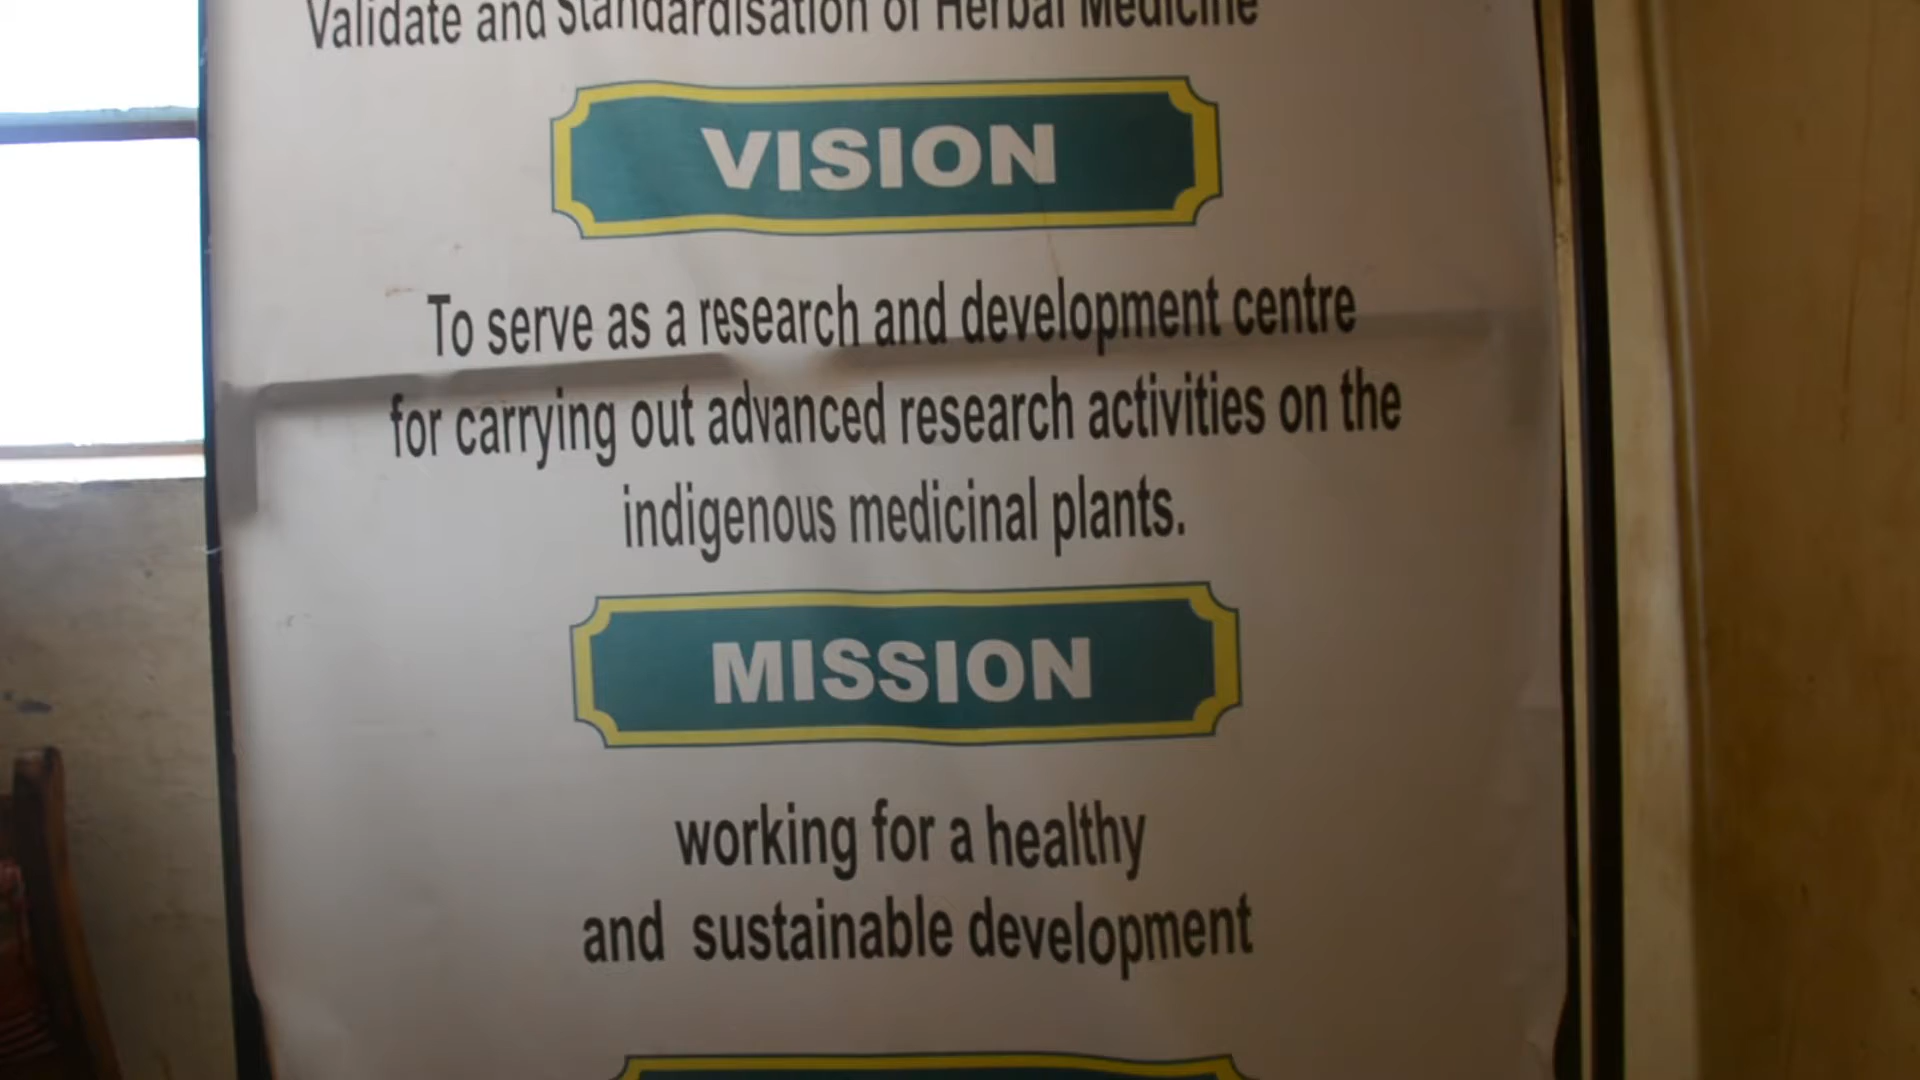 Validate and Standardisation of Herbal Medicine
VISION
To serve as a research and development centre
for carrying out advanced research activities on the
indigenous medicinal plants.
MISSION
working for a healthy
and sustainable development